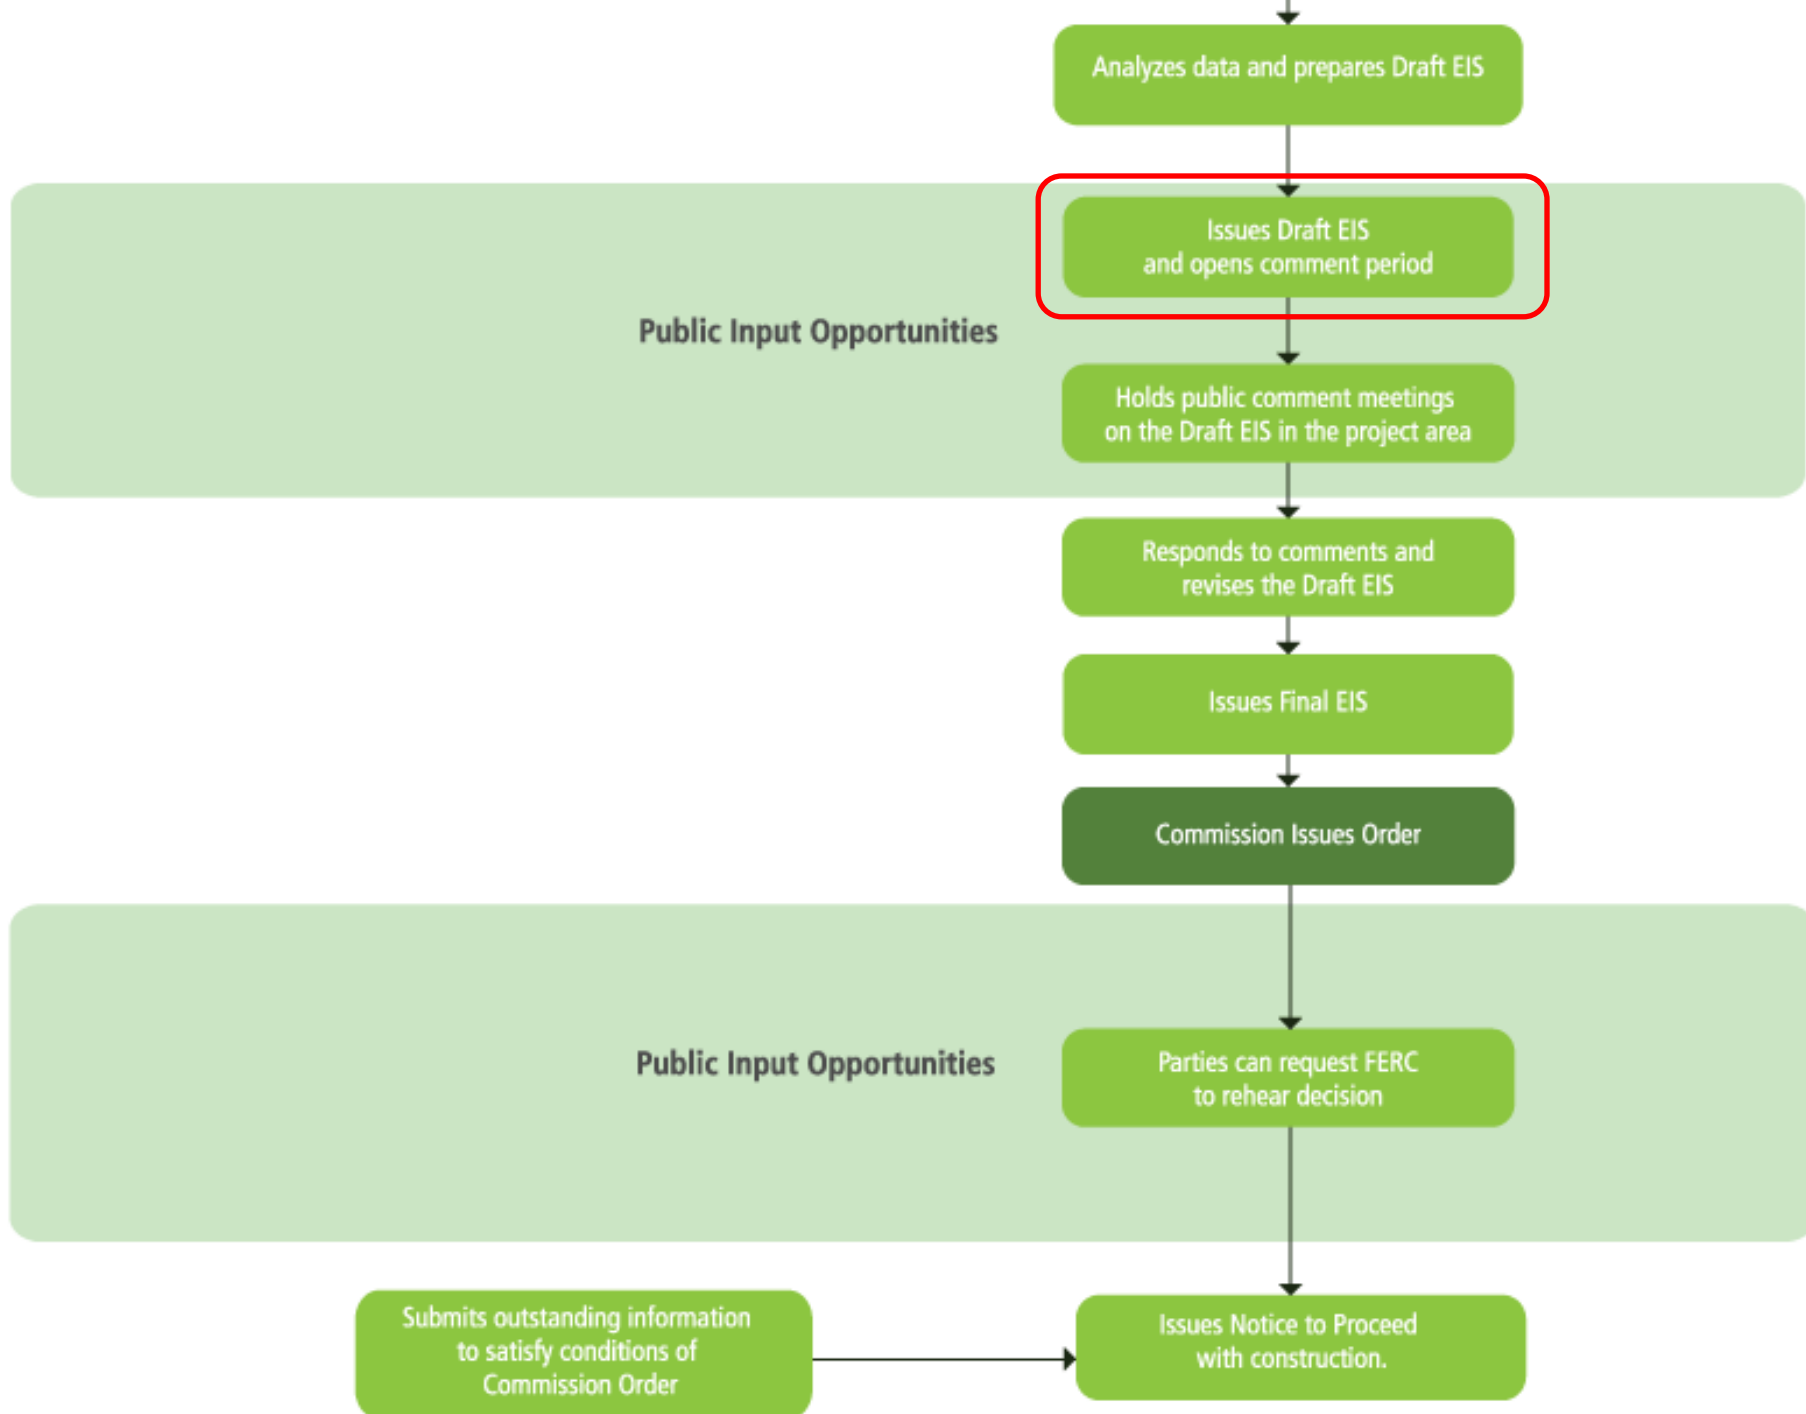 Analyzes data and prepares Draft EIS
Issues Draft EIS
and opens comment period
Public Input Opportunities
Holds public comment meetings
on the Draft EIS in the project area
Responds to comments and
revises the Draft EIS
Issues Final EIS
Commission Issues Order
Public Input Opportunities
Parties can request FERC
to rehear decision
Submits outstanding information
to satisfy conditions of
Commission Order
Issues Notice to Proceed
with construction.